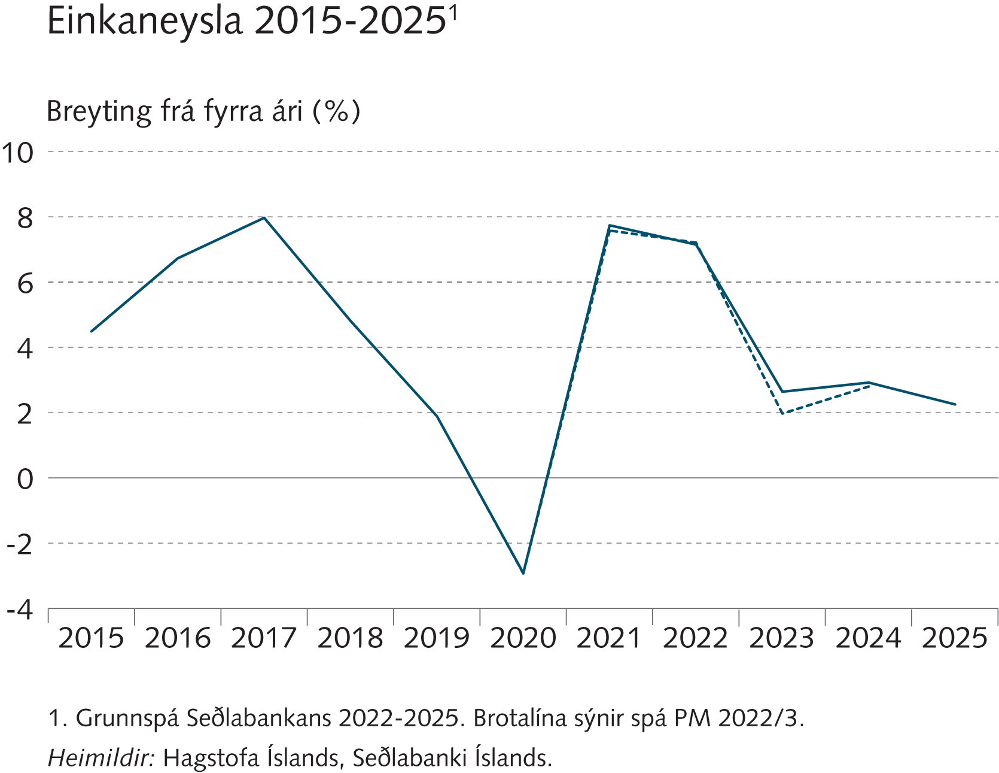 Einkaneysla 2015-2025¹
Breyting frá fyrra ári (%)
10
8
6
4
2
0
-2
-4
2015 2016 2017 2018 2019 2020 2021 2022 2023 2024 2025
1. Grunnspá Seðlabankans 2022-2025. Brotalína sýnir spá PM 2022/3.
Heimildir: Hagstofa Íslands, Seðlabanki Íslands.